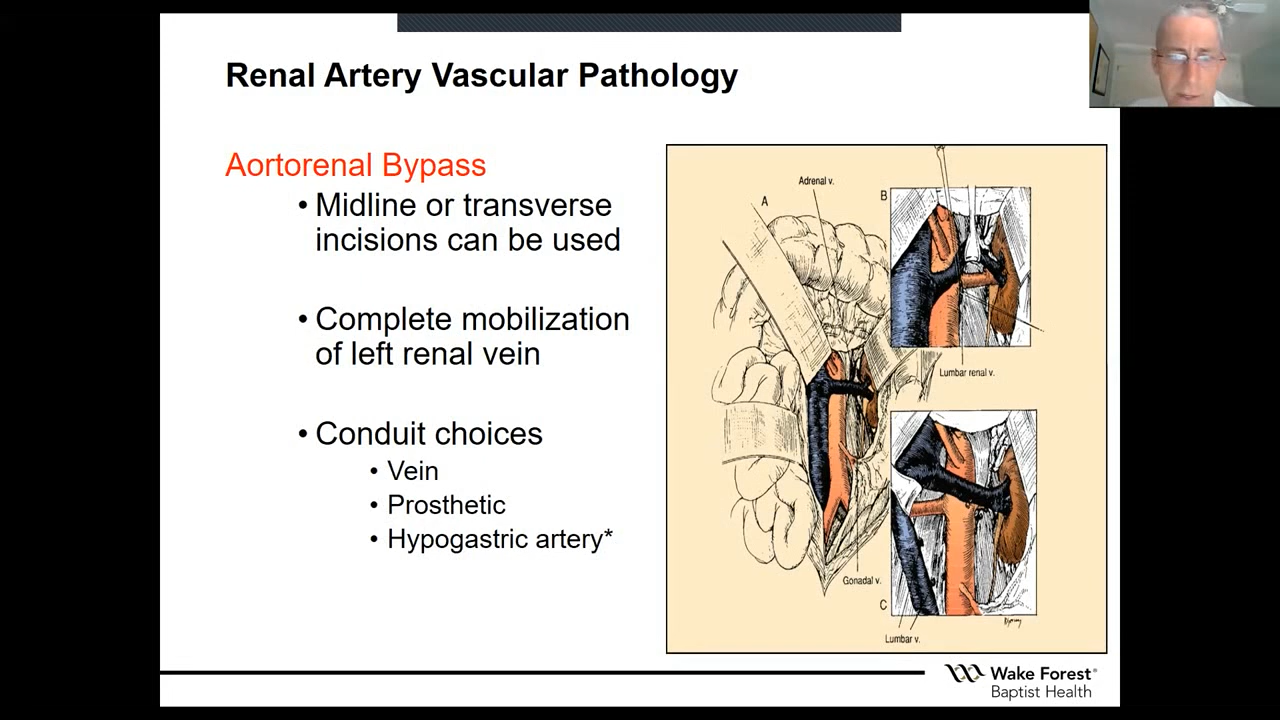 Renal Artery Vascular Pathology
Aortorenal Bypass
• Midline or transverse
incisions can be used
• Complete mobilization
of left renal vein
• Conduit choices
• Vein
• Prosthetic
• Hypogastric artery*
Adrenal v.
A
B
Lumbar renal v.
Gonadal v.
C
Lumbar v.
Wake Forest®
Baptist Health